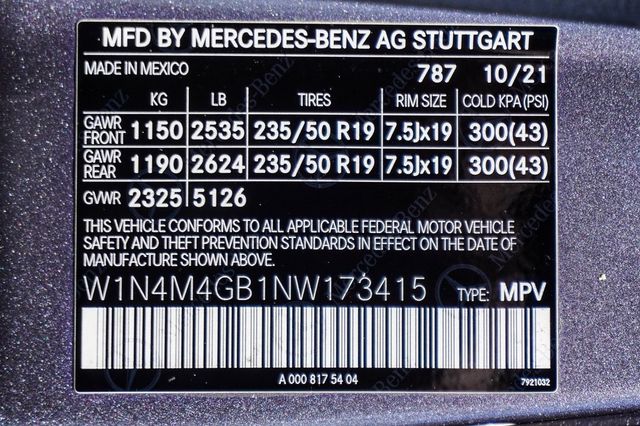 MFD BY MERCEDES-BENZ AG STUTTGART
MADE IN MEXICO 787 10/21
KG LB TIRES RIM SIZE COLD KPA (PSI)
GAWR FRONT 1150 2535 235/50 R19 7.5Jx19 300(43)
GAWR REAR 1190 2624 235/50 R19 7.5Jx19 300(43)
GVWR 2325 5126
THIS VEHICLE CONFORMS TO ALL APPLICABLE FEDERAL MOTOR VEHICLE
SAFETY AND THEFT PREVENTION STANDARDS IN EFFECT ON THE DATE OF
MANUFACTURE SHOWN ABOVE.
W1N4M4GB1NW173415 TYPE: MPV
A 000 817 54 04
7921032